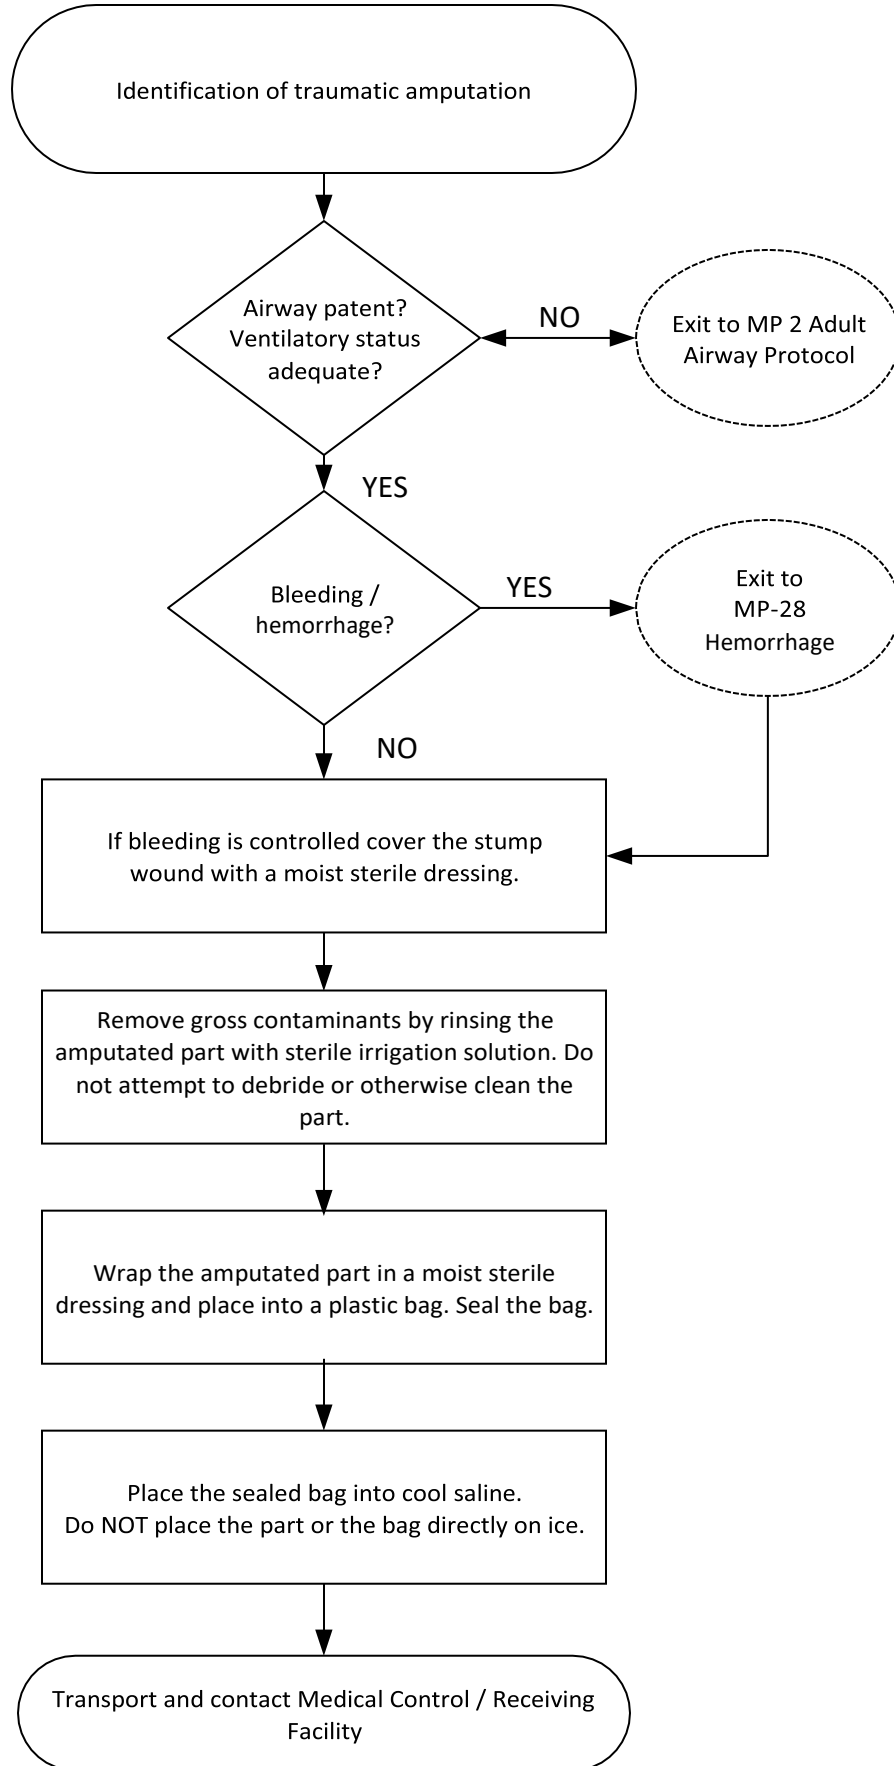 Identification of traumatic amputation
Airway patent?
Ventilatory status
adequate?
NO
Exit to MP 2 Adult
Airway Protocol
YES
Bleeding /
hemorrhage?
YES
Exit to
MP-28
Hemorrhage
NO
If bleeding is controlled cover the stump
wound with a moist sterile dressing.
Remove gross contaminants by rinsing the
amputated part with sterile irrigation solution. Do
not attempt to debride or otherwise clean the
part.
Wrap the amputated part in a moist sterile
dressing and place into a plastic bag. Seal the bag.
Place the sealed bag into cool saline.
Do NOT place the part or the bag directly on ice.
Transport and contact Medical Control / Receiving
Facility